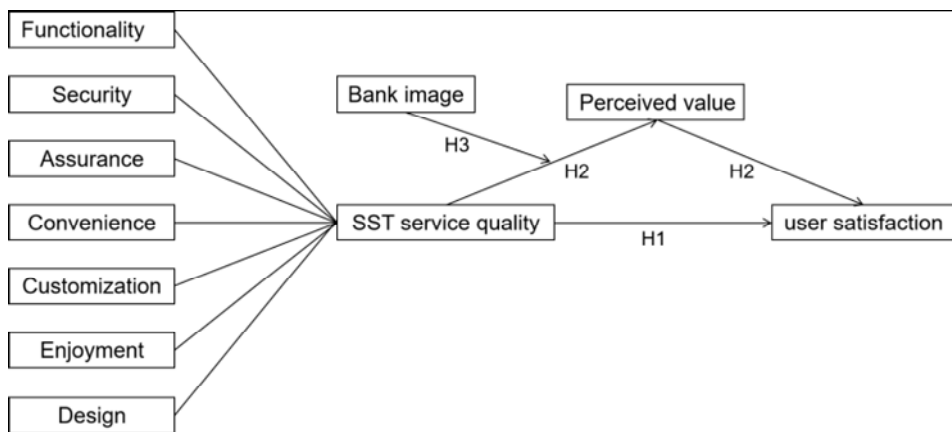 Functionality
Security
Assurance
Convenience
Customization
Enjoyment
Design
Bank image
Perceived value
H3
H2
H2
SST service quality
H1
user satisfaction